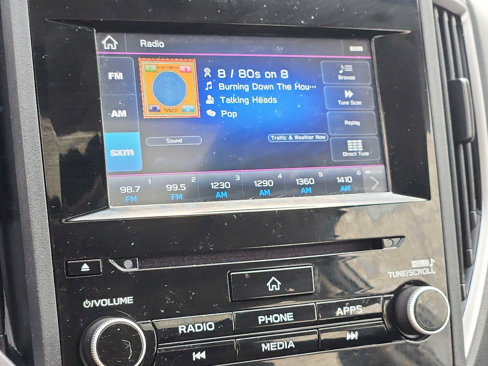 Radio
sxm
FM
AM
sxm
8 / 80s on 8
Burning Down The Hou...
Talking Heads
Pop
Browse
Tune Scan
Replay
Direct Tune
Sound
Traffic & Weather Now
1 2 3 4 5 6
98.7 99.5 1230 1290 1360 1410
FM FM AM AM AM AM
HOLD
TUNE/SCROLL
VOLUME
RADIO PHONE APPS
MEDIA